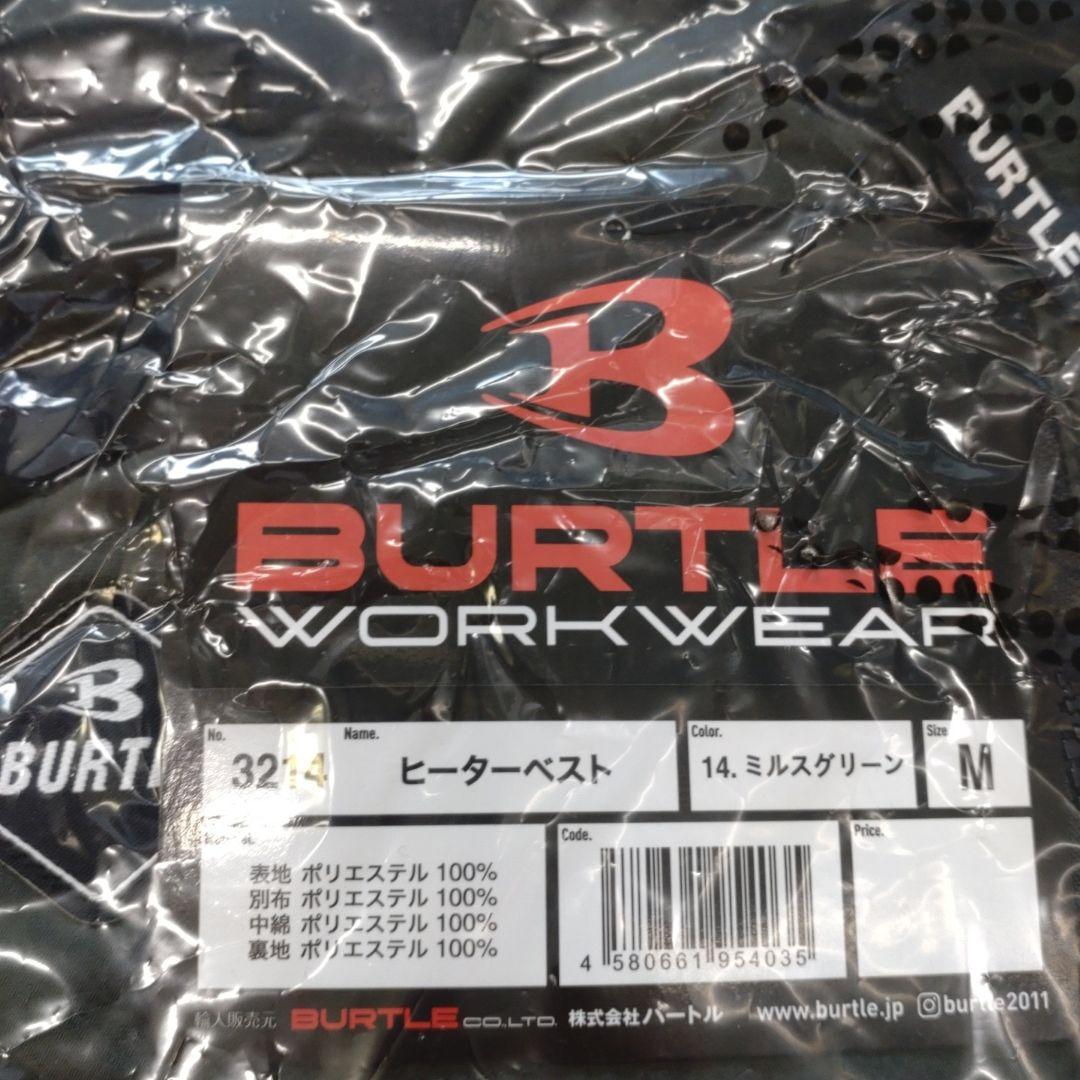 BURTLE
B
BURTLE
WORKWEAR
B
BURTL
No. 3214
Name. ヒーターベスト
Color. 14. ミルスグリーン
Size M
表地 ポリエステル 100%
別布 ポリエステル 100%
中綿 ポリエステル 100%
裏地 ポリエステル 100%
Code.
4 580661 954035
Price.
輸入販売元 BURTLE CO.LTD. 株式会社バートル www.burtle.jp burtle2011